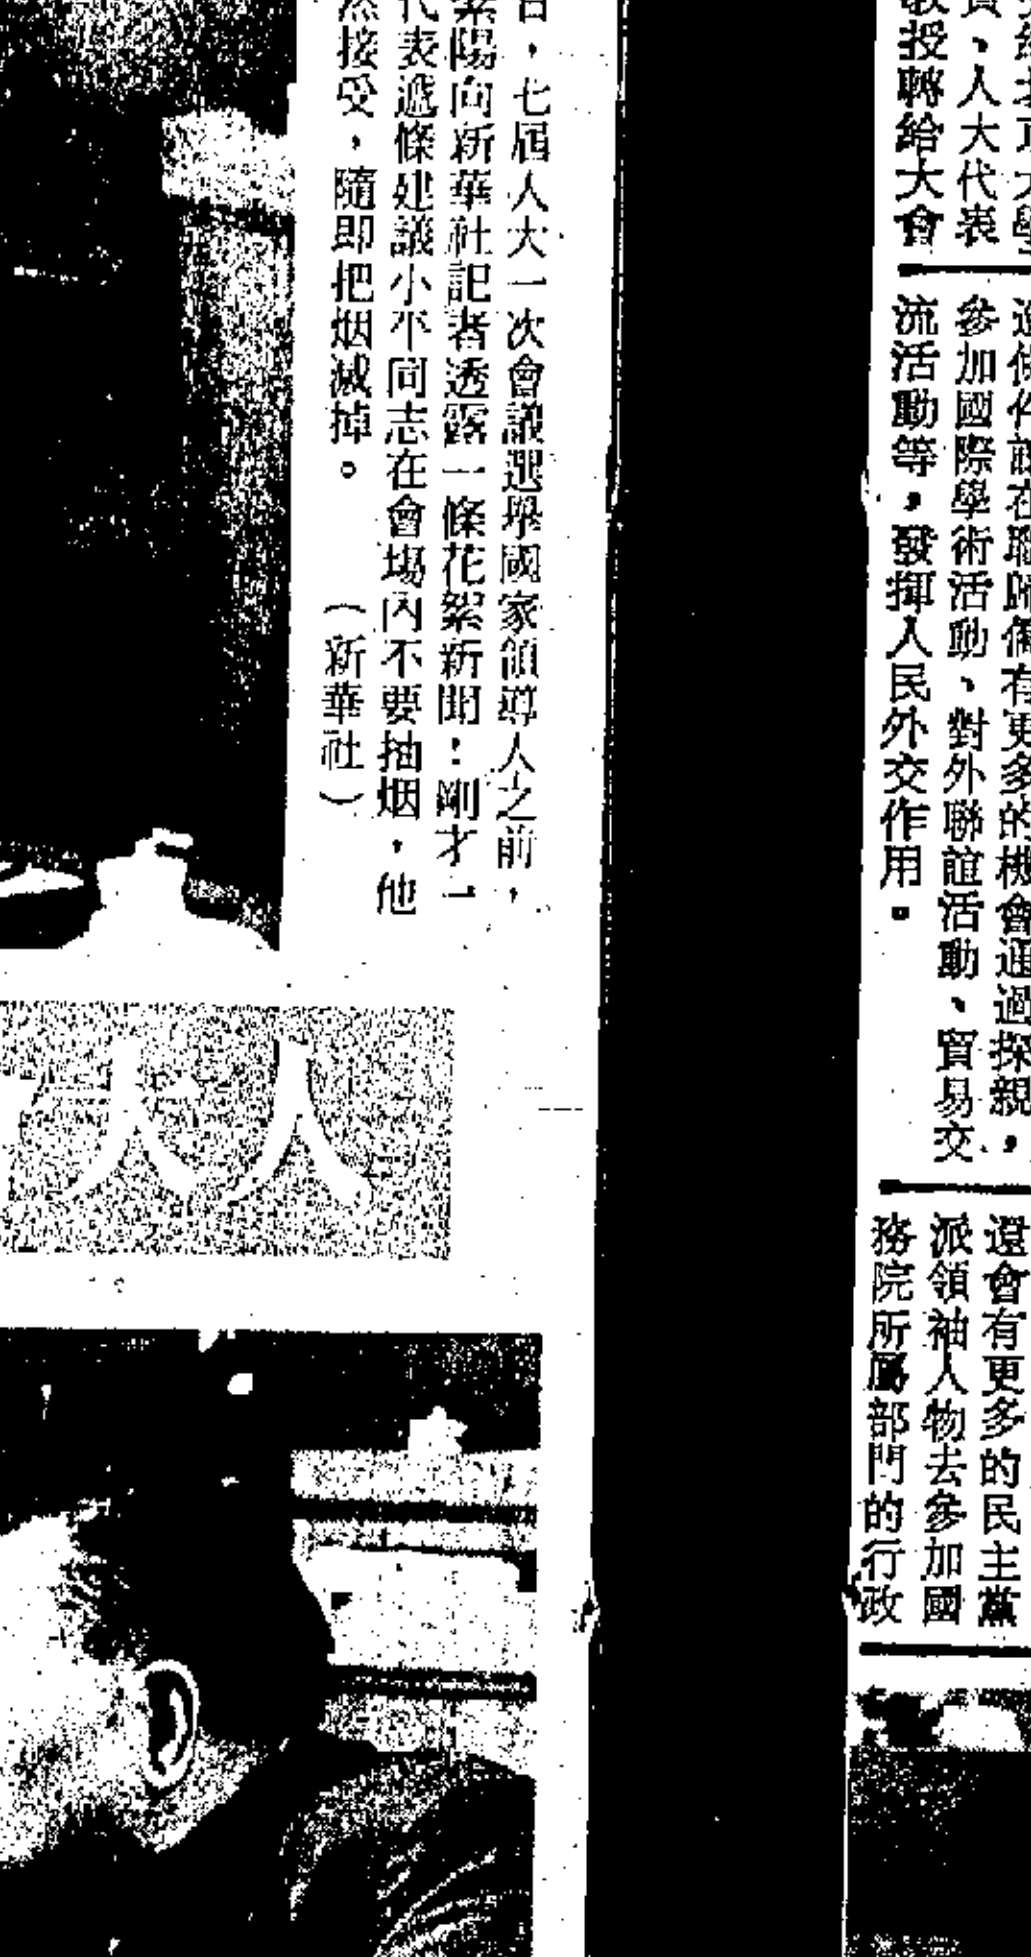 教授轉給大會
、人大代表
參加國際學術活動、對外聯誼活動、貿易交
流活動等，發揮人民外交作用。
還會有更多的民主黨
派領袖人物去參加國
務院所屬部門的行政
日，七屆人大一次會議選舉國家領導人之前，
紫陽向新華社記者透露一條花絮新聞：剛才一
代表遞條建議小平同志在會場內不要抽烟，他
然接受，隨即把烟滅掉。
（新華社）
人大